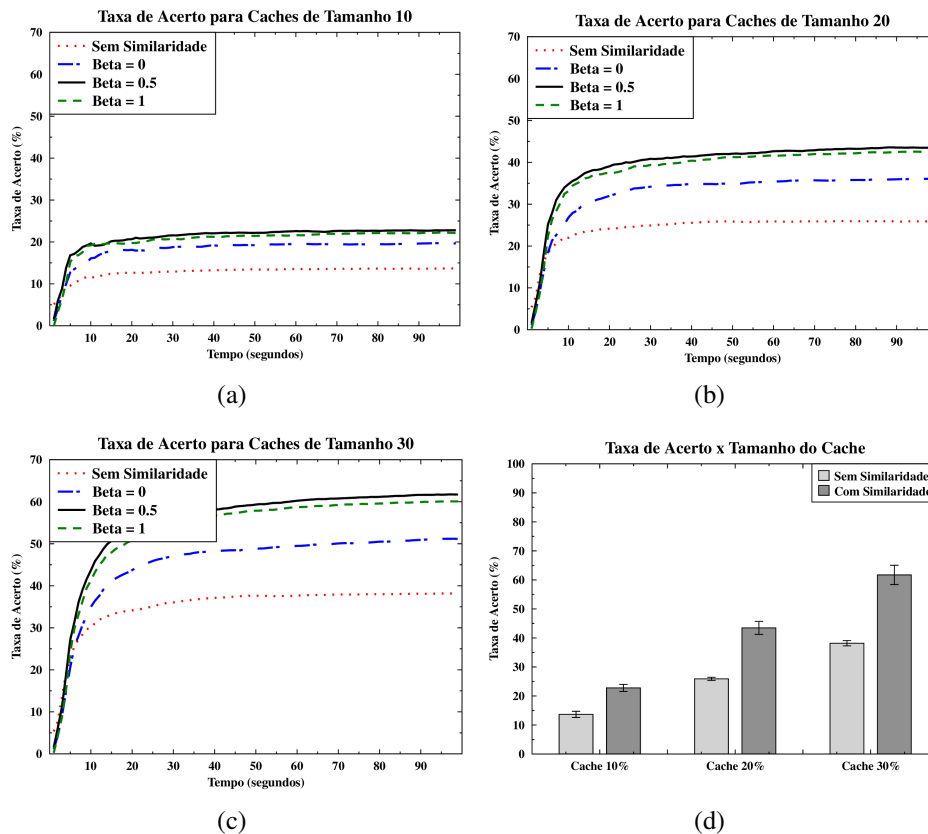 Taxa de Acerto para Caches de Tamanho 10
70
60
50
40
30
20
10
0
Taxa de Acerto (%)
Sem Similaridade
Beta = 0
Beta = 0.5
Beta = 1
10 20 30 40 50 60 70 80 90
Tempo (segundos)
(a)
Taxa de Acerto para Caches de Tamanho 20
70
60
50
40
30
20
10
0
Taxa de Acerto (%)
Sem Similaridade
Beta = 0
Beta = 0.5
Beta = 1
10 20 30 40 50 60 70 80 90
Tempo (segundos)
(b)
Taxa de Acerto para Caches de Tamanho 30
70
60
50
40
30
20
10
0
Taxa de Acerto (%)
Sem Similaridade
Beta = 0
Beta = 0.5
Beta = 1
10 20 30 40 50 60 70 80 90
Tempo (segundos)
(c)
Taxa de Acerto x Tamanho do Cache
100
90
80
70
60
50
40
30
20
10
0
Taxa de Acerto (%)
Sem Similaridade
Com Similaridade
Cache 10% Cache 20% Cache 30%
(d)